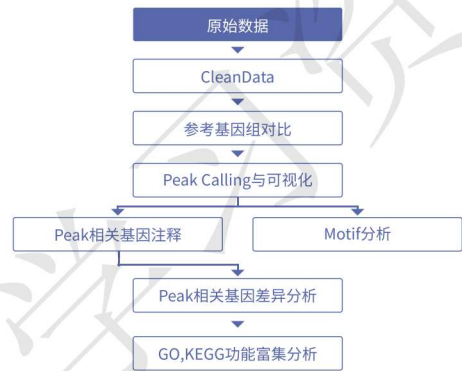 原始数据
CleanData
参考基因组对比
Peak Calling与可视化
Peak相关基因注释
Motif分析
Peak相关基因差异分析
GO,KEGG功能富集分析